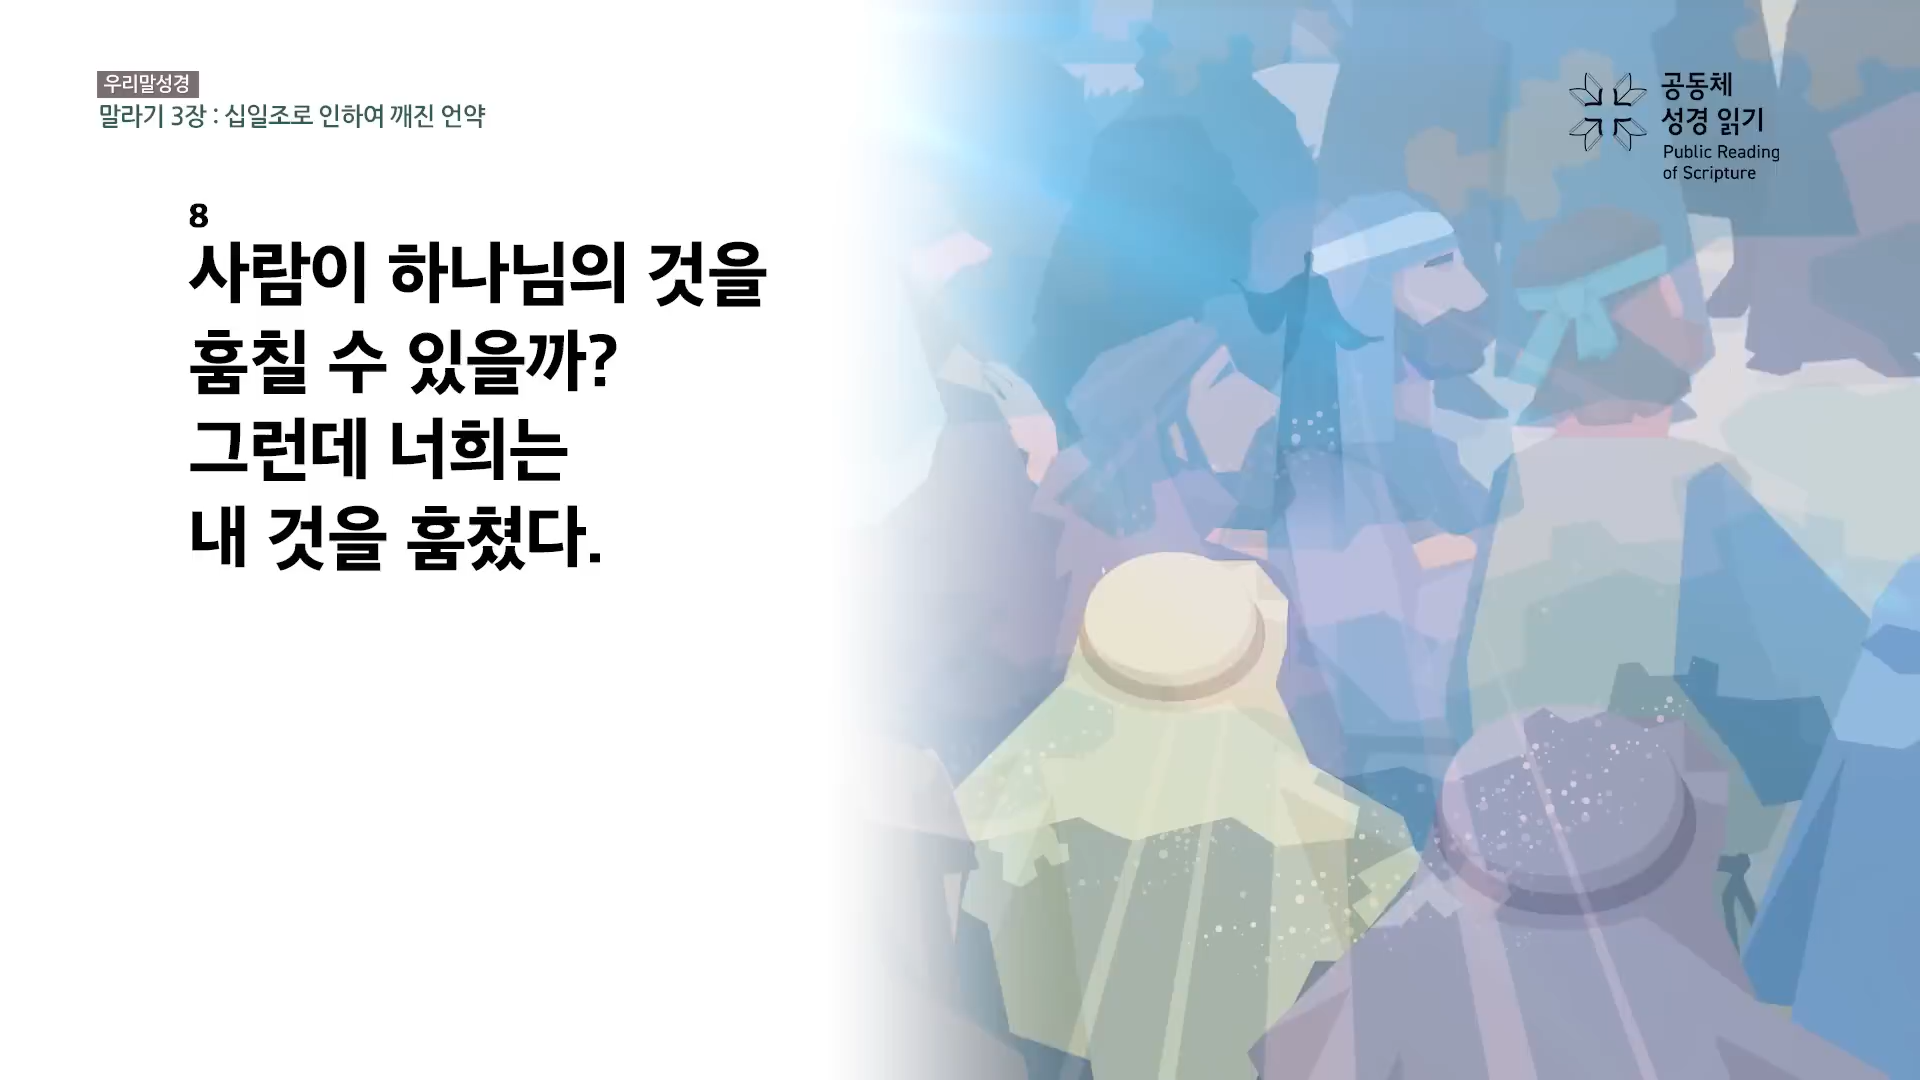 우리말성경
말라기 3장 : 십일조로 인하여 깨진 언약
공동체
성경 읽기
Public Reading
of Scripture
8
사람이 하나님의 것을
훔칠 수 있을까?
그런데 너희는
내 것을 훔쳤다.